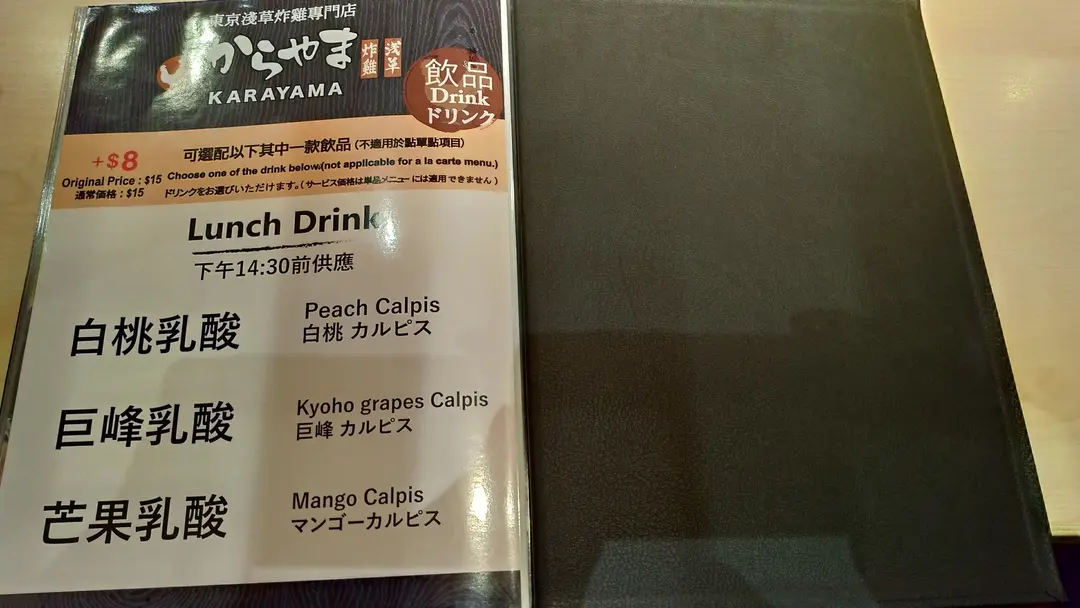 東京淺草炸雞專門店
からやま
炸雞
浅草
KARAYAMA
飲品
Drink
ドリンク
+$8
Original Price : $15
通常価格 : $15
可選配以下其中一款飲品 (不適用於點單點項目)
Choose one of the drink below.(not applicable for a la carte menu.)
ドリンクをお選びいただけます。( サービス価格は単品メニュー には適用 できません )
Lunch Drink
下午14:30前供應
白桃乳酸
Peach Calpis
白桃 カルピス
巨峰乳酸
Kyoho grapes Calpis
巨峰 カルピス
芒果乳酸
Mango Calpis
マンゴーカルピス